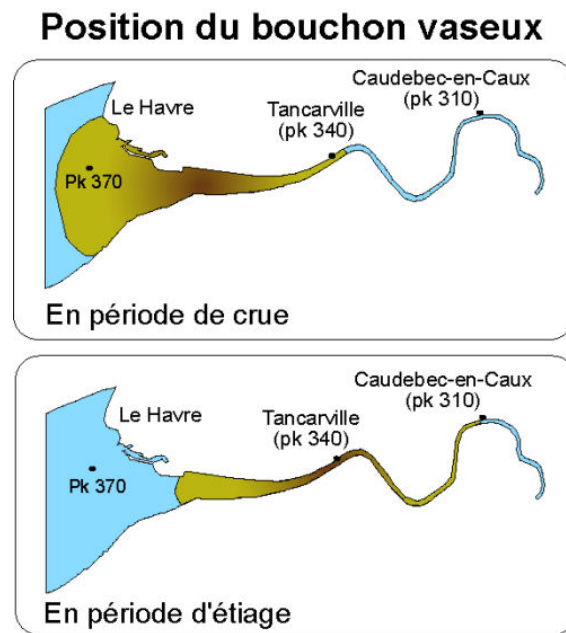 Position du bouchon vaseux
Caudebec-en-Caux
(pk 310)
Le Havre
Tancarville
(pk 340)
Pk 370
En période de crue
Caudebec-en-Caux
(pk 310)
Le Havre
Tancarville
(pk 340)
Pk 370
En période d'étiage